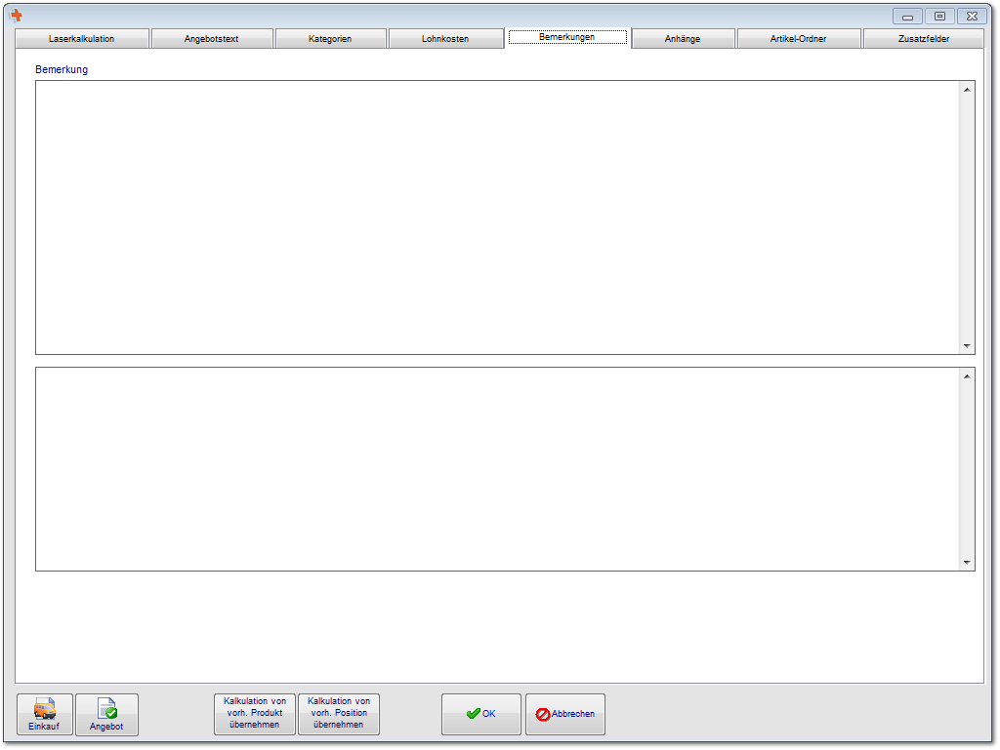 Laserkalkulation Angebotstext Kategorien Lohnkosten Bemerkungen Anhänge Artikel-Ordner Zusatzfelder
Bemerkung
Einkauf
Angebot
Kalkulation von
vorh. Produkt
übernehmen
Kalkulation von
vorh. Position
übernehmen
OK
Abbrechen